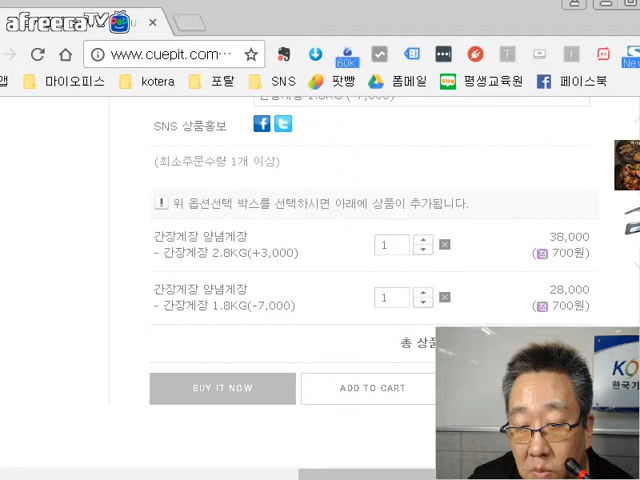 afreecaTV
www.cuepit.com…
60K
New
맵 마이오피스 kotera 포탈 SNS 팟빵 폼메일 평생교육원 페이스북
SNS 상품홍보
(최소주문수량 1개 이상)
위 옵션선택 박스를 선택하시면 아래에 상품이 추가됩니다.
간장게장 양념게장
- 간장게장 2.8KG(+3,000)
1
38,000
(점 700원)
간장게장 양념게장
- 간장게장 1.8KG(-7,000)
1
28,000
(점 700원)
총 상품
BUY IT NOW
ADD TO CART
한국기